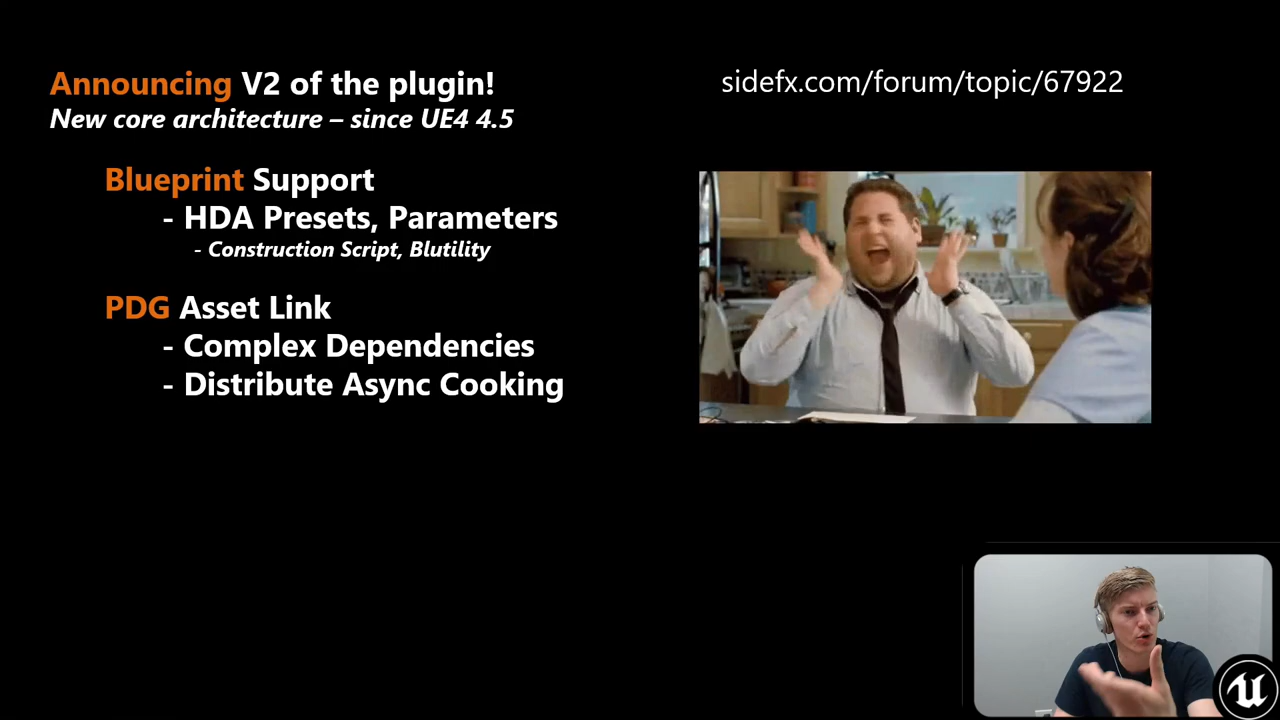 Announcing V2 of the plugin!
New core architecture – since UE4 4.5
Blueprint Support
- HDA Presets, Parameters
- Construction Script, Blutility
PDG Asset Link
- Complex Dependencies
- Distribute Async Cooking
sidefx.com/forum/topic/67922